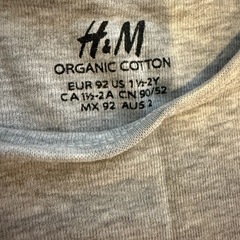 H&M
ORGANIC COTTON
EUR 92 US 1½-2Y
CA 1½-2A CN 90/52
MX 92 AUS 2